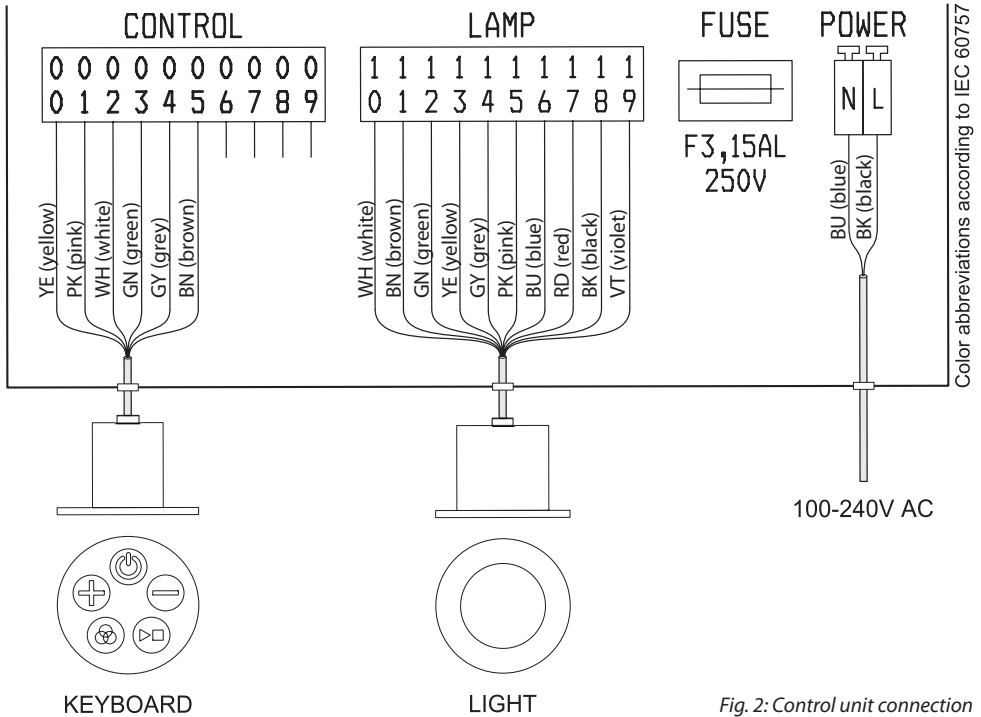 CONTROL LAMP FUSE POWER
0 0 0 0 0 0 0 0 0 0
0 1 2 3 4 5 6 7 8 9
1 1 1 1 1 1 1 1 1 1
0 1 2 3 4 5 6 7 8 9
N L
F3,15AL
250V
YE (yellow)
PK (pink)
WH (white)
GN (green)
GY (grey)
BN (brown)
WH (white)
BN (brown)
GN (green)
YE (yellow)
GY (grey)
PK (pink)
BU (blue)
RD (red)
BK (black)
VT (violet)
BU (blue)
BK (black)
Color abbreviations according to IEC 60757
100-240V AC
KEYBOARD
LIGHT
Fig. 2: Control unit connection